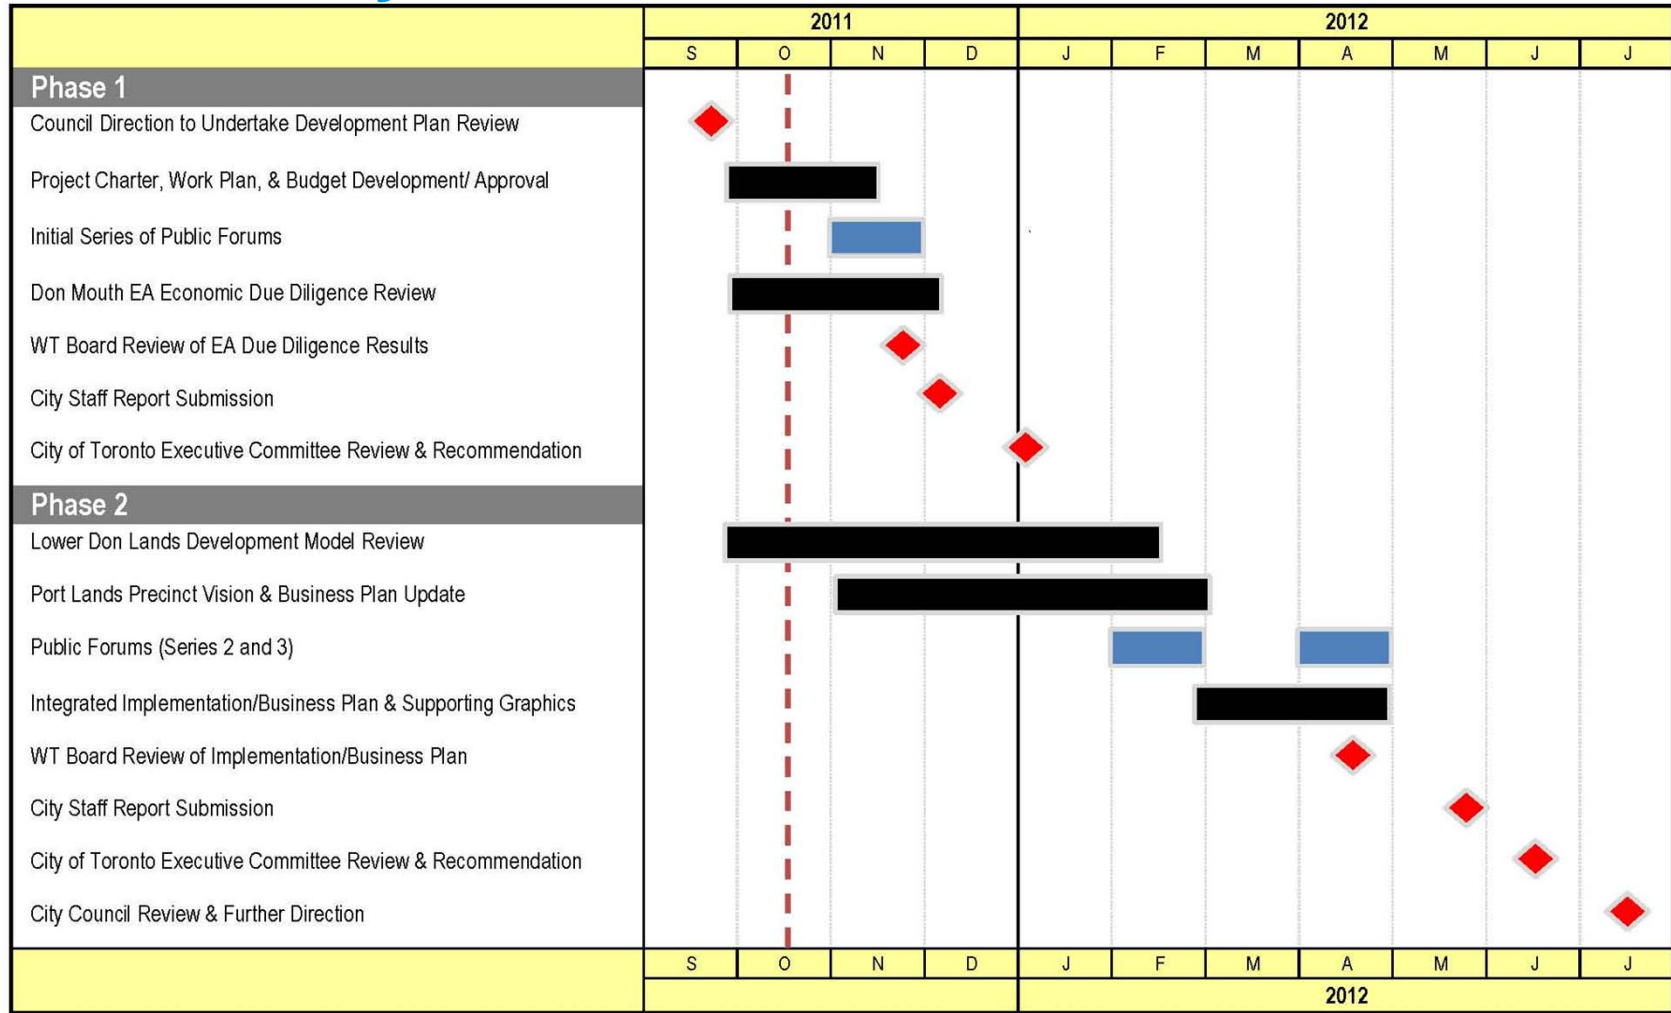 2011 2012
S O N D J F M A M J J
Phase 1
Council Direction to Undertake Development Plan Review
Project Charter, Work Plan, & Budget Development/ Approval
Initial Series of Public Forums
Don Mouth EA Economic Due Diligence Review
WT Board Review of EA Due Diligence Results
City Staff Report Submission
City of Toronto Executive Committee Review & Recommendation
Phase 2
Lower Don Lands Development Model Review
Port Lands Precinct Vision & Business Plan Update
Public Forums (Series 2 and 3)
Integrated Implementation/Business Plan & Supporting Graphics
WT Board Review of Implementation/Business Plan
City Staff Report Submission
City of Toronto Executive Committee Review & Recommendation
City Council Review & Further Direction
S O N D J F M A M J J
2012